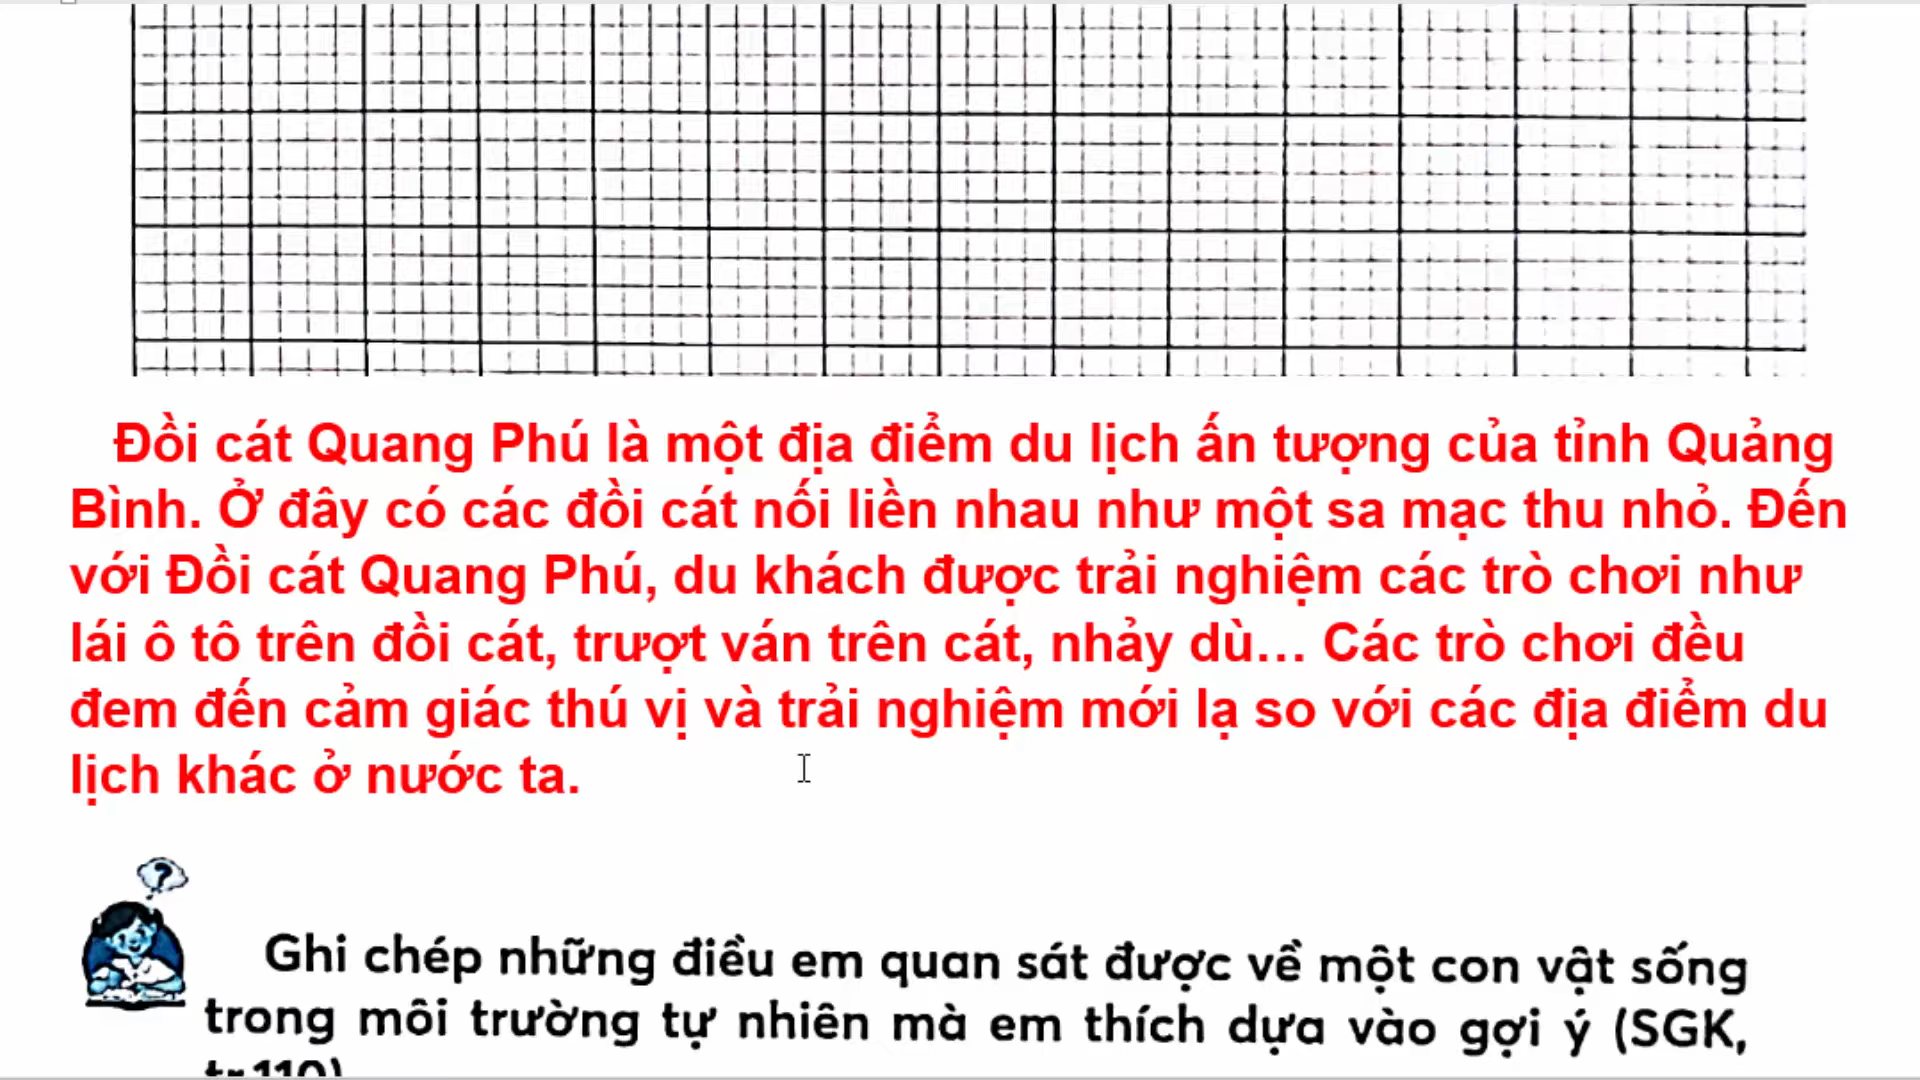 Đồi cát Quang Phú là một địa điểm du lịch ấn tượng của tỉnh Quảng
Bình. Ở đây có các đồi cát nối liền nhau như một sa mạc thu nhỏ. Đến
với Đồi cát Quang Phú, du khách được trải nghiệm các trò chơi như
lái ô tô trên đồi cát, trượt ván trên cát, nhảy dù… Các trò chơi đều
đem đến cảm giác thú vị và trải nghiệm mới lạ so với các địa điểm du
lịch khác ở nước ta.
?
Ghi chép những điều em quan sát được về một con vật sống
trong môi trường tự nhiên mà em thích dựa vào gợi ý (SGK,
tr.110)